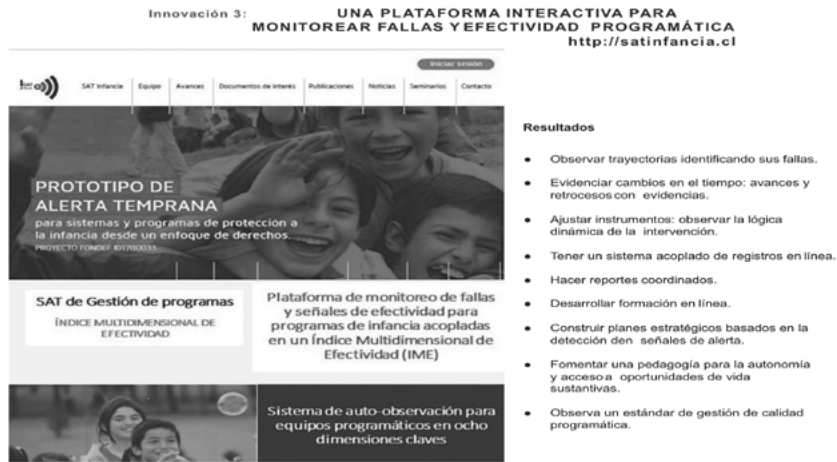 Innovación 3: UNA PLATAFORMA INTERACTIVA PARA
MONITOREAR FALLAS Y EFECTIVIDAD PROGRAMÁTICA
http://satinfancia.cl
Iniciar sesión
SAT Infancia Equipo Avances Documentos de interés Publicaciones Noticias Seminarios Contacto
PROTOTIPO DE
ALERTA TEMPRANA
para sistemas y programas de protección a
la infancia desde un enfoque de derechos.
PROYECTO FONDEF ID17I10033
SAT de Gestión de programas
ÍNDICE MULTIDIMENSIONAL DE
EFECTIVIDAD
Plataforma de monitoreo de fallas
y señales de efectividad para
programas de infancia acopladas
en un Índice Multidimensional de
Efectividad (IME)
Sistema de auto-observación para
equipos programáticos en ocho
dimensiones claves
Resultados
• Observar trayectorias identificando sus fallas.
• Evidenciar cambios en el tiempo: avances y
retrocesos con evidencias.
• Ajustar instrumentos: observar la lógica
dinámica de la intervención.
• Tener un sistema acoplado de registros en línea.
• Hacer reportes coordinados.
• Desarrollar formación en línea.
• Construir planes estratégicos basados en la
detección den señales de alerta.
• Fomentar una pedagogía para la autonomía
y acceso a oportunidades de vida
sustantivas.
• Observa un estándar de gestión de calidad
programática.